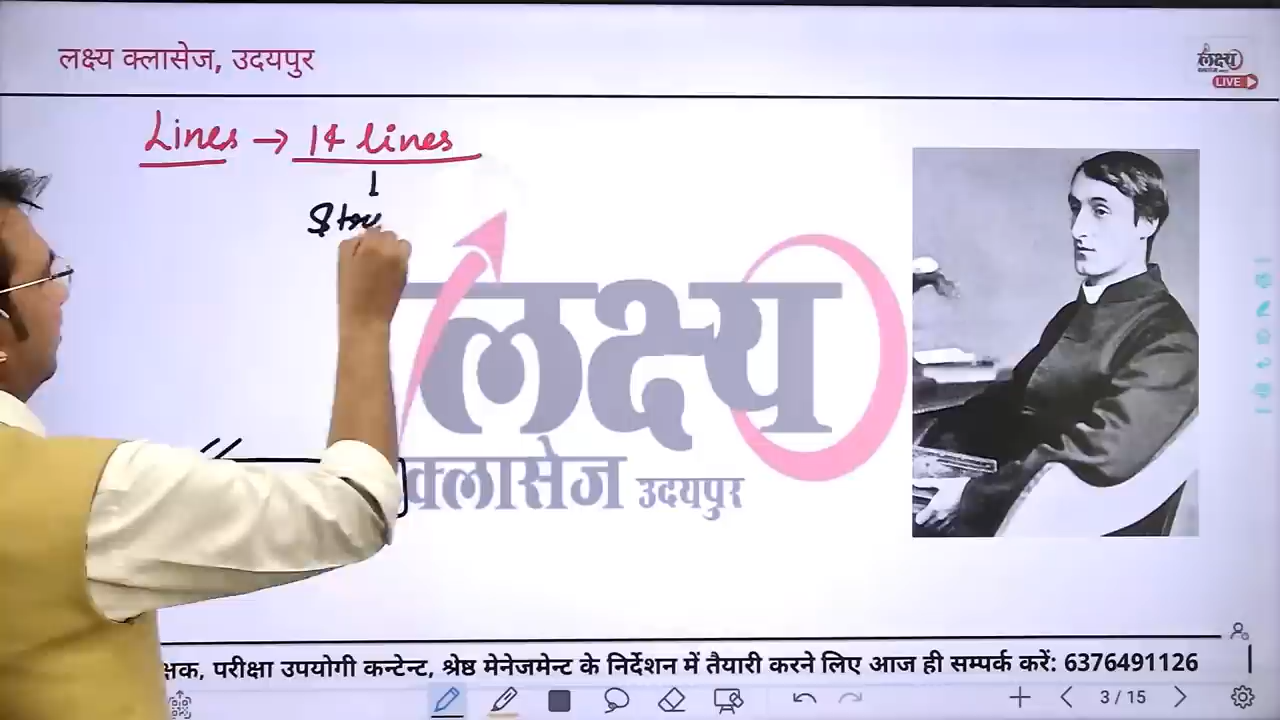 लक्ष्य क्लासेज, उदयपुर
लक्ष्य
LIVE
Lines → 14 lines
लक्ष्य
क्लासेज उदयपुर
परीक्षा उपयोगी कन्टेन्ट, श्रेष्ठ मेनेजमेन्ट के निर्देशन में तैयारी करने लिए आज ही सम्पर्क करें: 6376491126
3 / 15